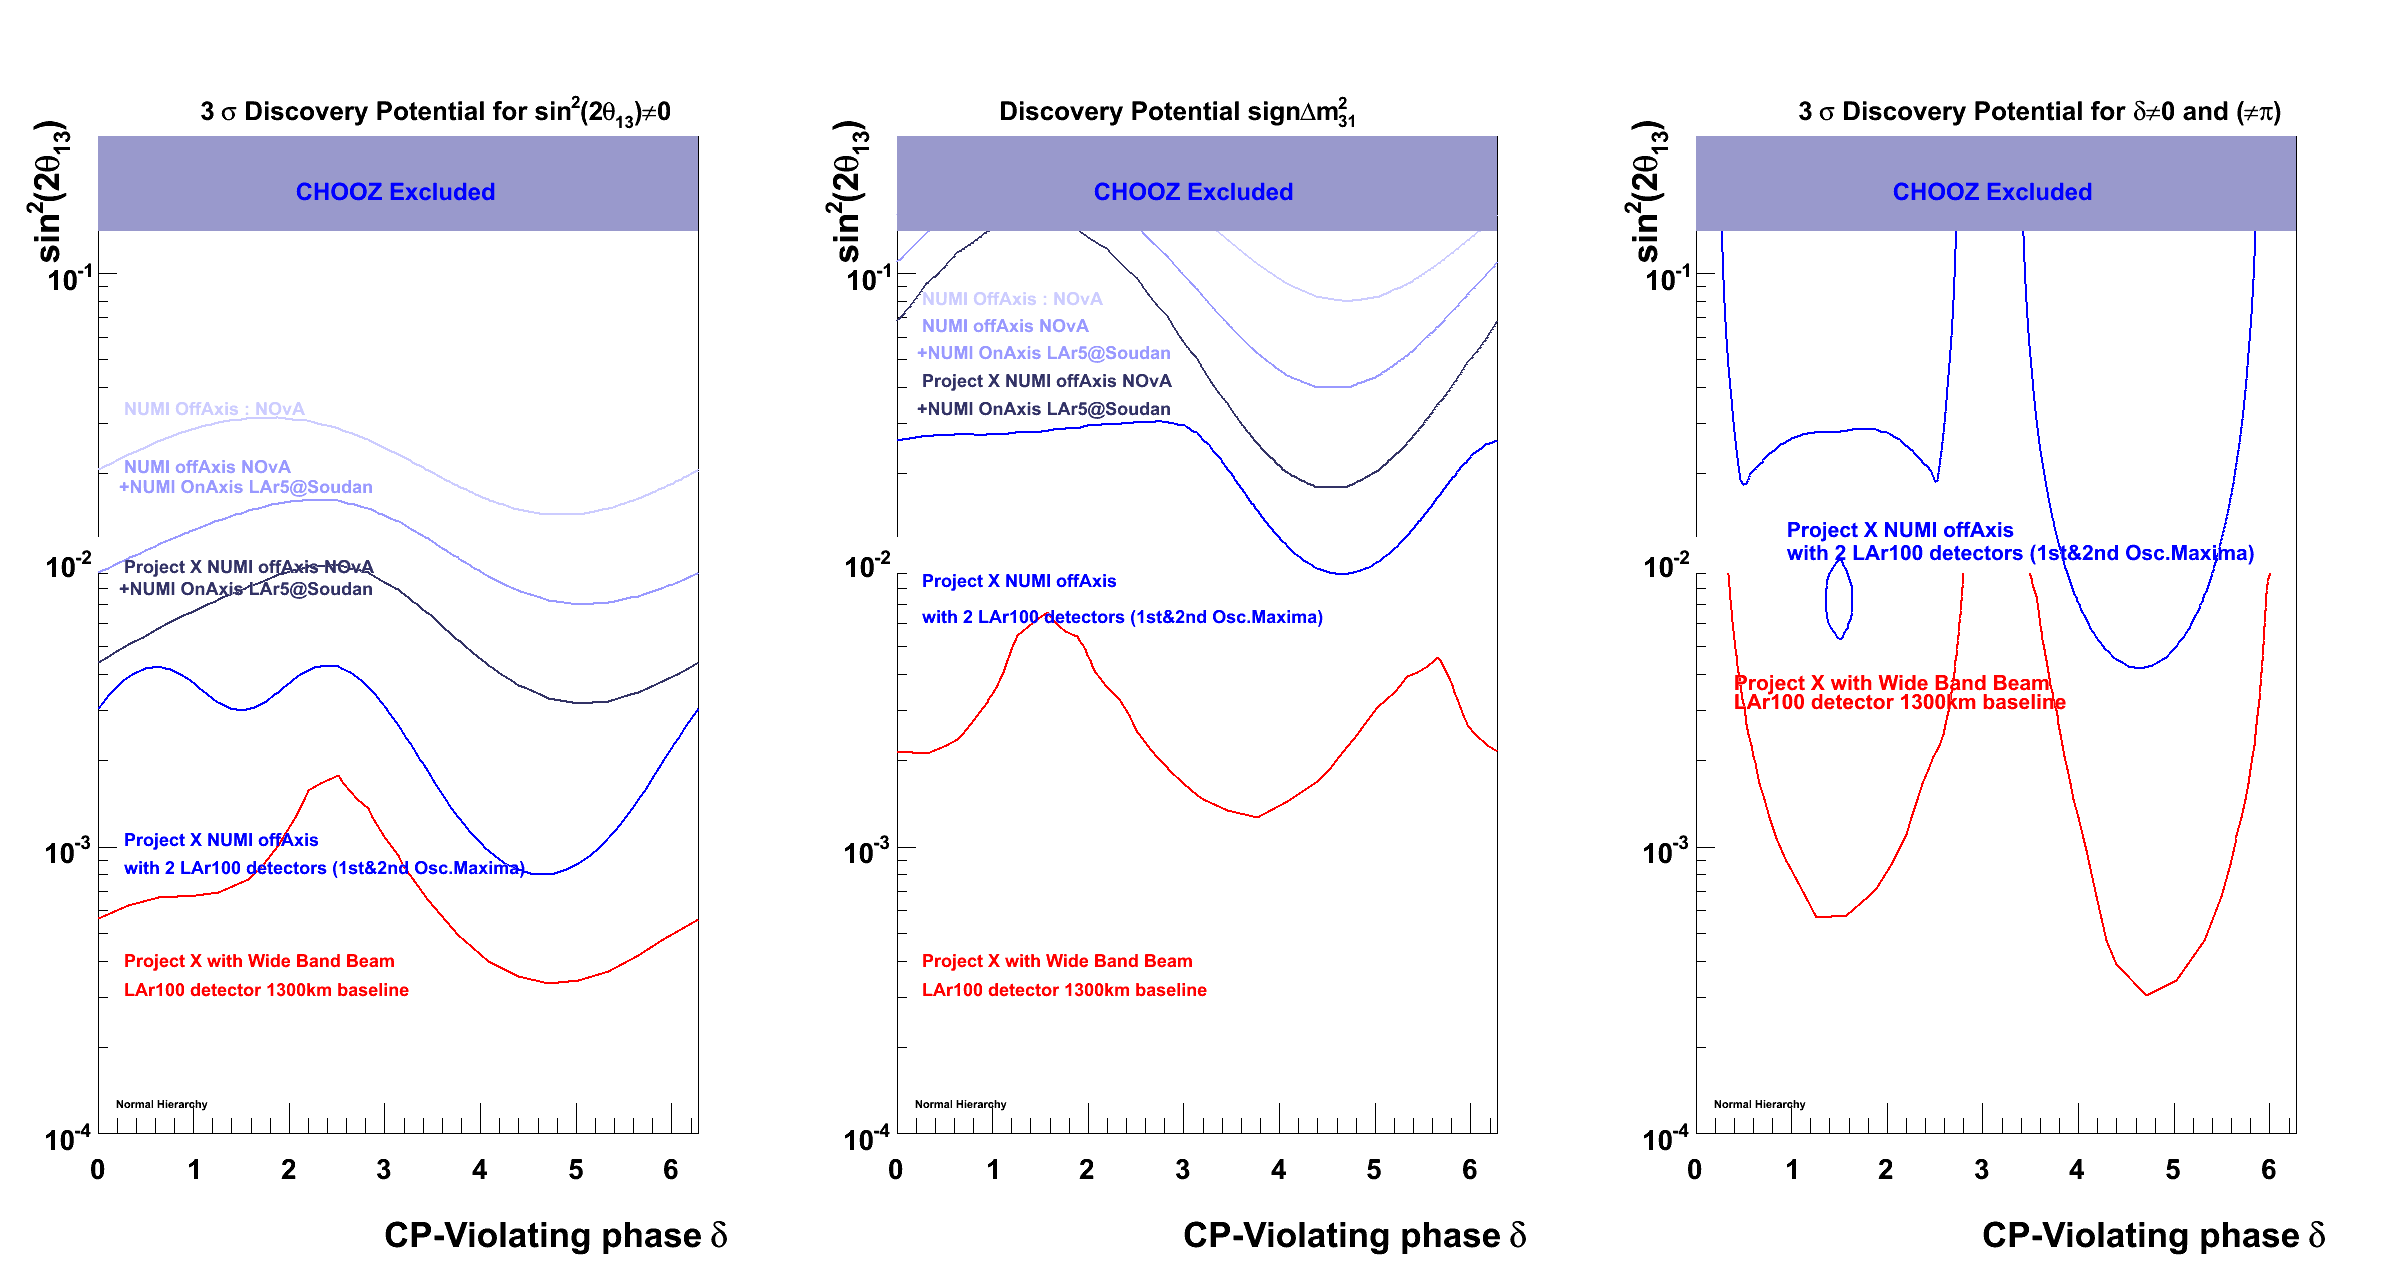 3 σ Discovery Potential for sin²(2θ₁₃)≠0
sin²(2θ₁₃)
CHOOZ Excluded
10⁻¹
NUMI OffAxis : NOvA
NUMI offAxis NOvA
+NUMI OnAxis LAr5@Soudan
10⁻²
Project X NUMI offAxis NOvA
+NUMI OnAxis LAr5@Soudan
10⁻³
Project X NUMI offAxis
with 2 LAr100 detectors (1st&2nd Osc.Maxima)
Project X with Wide Band Beam
LAr100 detector 1300km baseline
Normal Hierarchy
10⁻⁴
0 1 2 3 4 5 6
CP-Violating phase δ
Discovery Potential signΔm²₃₁
sin²(2θ₁₃)
CHOOZ Excluded
10⁻¹
NUMI OffAxis : NOvA
NUMI offAxis NOvA
+NUMI OnAxis LAr5@Soudan
Project X NUMI offAxis NOvA
+NUMI OnAxis LAr5@Soudan
10⁻²
Project X NUMI offAxis
with 2 LAr100 detectors (1st&2nd Osc.Maxima)
10⁻³
Project X with Wide Band Beam
LAr100 detector 1300km baseline
Normal Hierarchy
10⁻⁴
0 1 2 3 4 5 6
CP-Violating phase δ
3 σ Discovery Potential for δ≠0 and (≠π)
sin²(2θ₁₃)
CHOOZ Excluded
10⁻¹
Project X NUMI offAxis
with 2 LAr100 detectors (1st&2nd Osc.Maxima)
10⁻²
Project X with Wide Band Beam
LAr100 detector 1300km baseline
10⁻³
Normal Hierarchy
10⁻⁴
0 1 2 3 4 5 6
CP-Violating phase δ